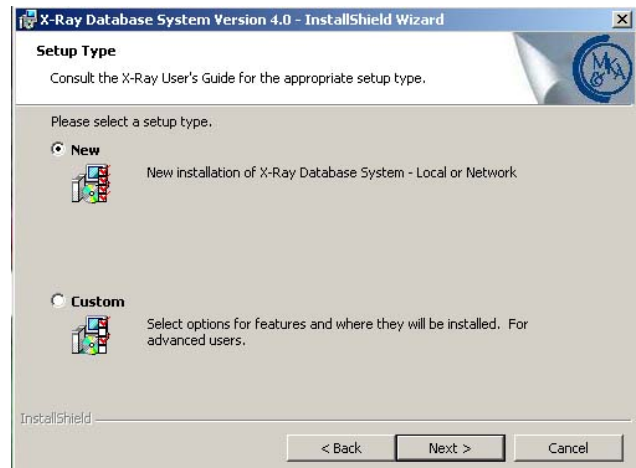 X-Ray Database System Version 4.0 - InstallShield Wizard
Setup Type
Consult the X-Ray User's Guide for the appropriate setup type.
MKA
&
Please select a setup type.
New
New installation of X-Ray Database System - Local or Network
Custom
Select options for features and where they will be installed. For
advanced users.
InstallShield
< Back Next > Cancel